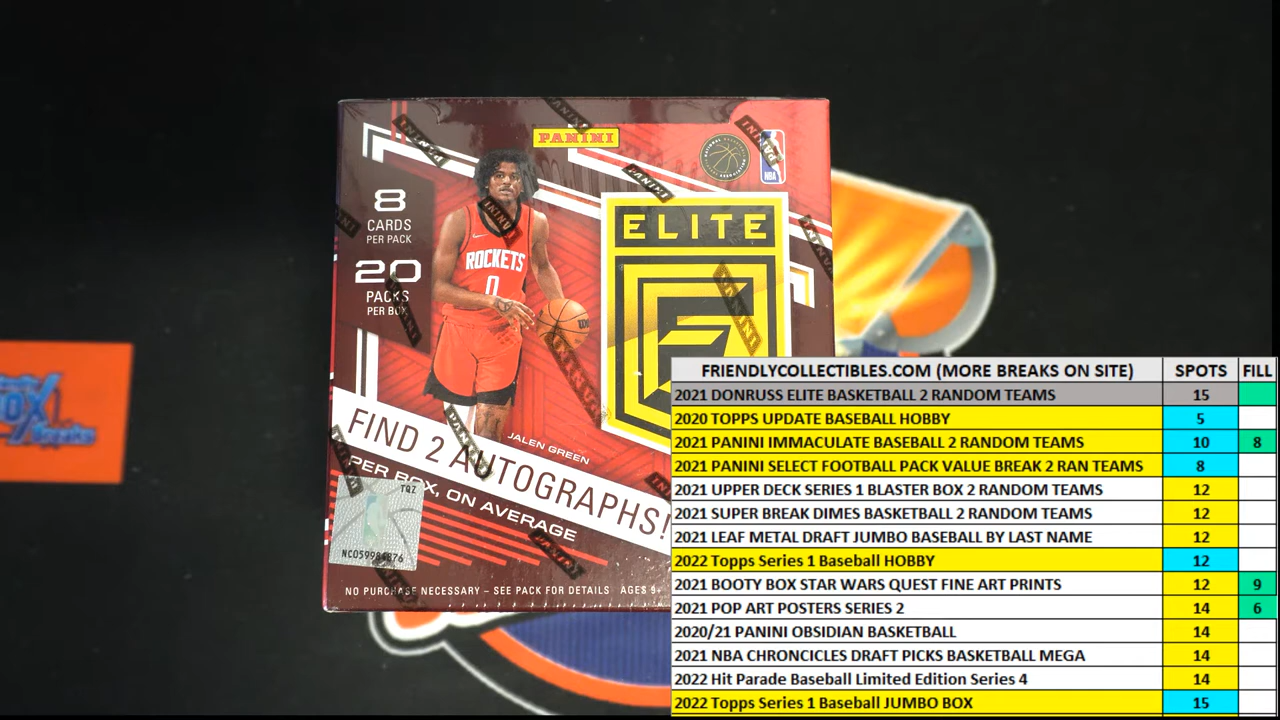 PANINI
8
CARDS
PER PACK
20
PACKS
PER BOX
ELITE
NBA
ROCKETS
0
JALEN GREEN
FIND 2 AUTOGRAPHS!
PER BOX, ON AVERAGE
TQZ
NO PURCHASE NECESSARY – SEE PACK FOR DETAILS AGES 9+
BOX
Breaks
FRIENDLYCOLLECTIBLES.COM (MORE BREAKS ON SITE) SPOTS FILL
2021 DONRUSS ELITE BASKETBALL 2 RANDOM TEAMS 15
2020 TOPPS UPDATE BASEBALL HOBBY 5
2021 PANINI IMMACULATE BASEBALL 2 RANDOM TEAMS 10 8
2021 PANINI SELECT FOOTBALL PACK VALUE BREAK 2 RAN TEAMS 8
2021 UPPER DECK SERIES 1 BLASTER BOX 2 RANDOM TEAMS 12
2021 SUPER BREAK DIMES BASKETBALL 2 RANDOM TEAMS 12
2021 LEAF METAL DRAFT JUMBO BASEBALL BY LAST NAME 12
2022 Topps Series 1 Baseball HOBBY 12
2021 BOOTY BOX STAR WARS QUEST FINE ART PRINTS 12 9
2021 POP ART POSTERS SERIES 2 14 6
2020/21 PANINI OBSIDIAN BASKETBALL 14
2021 NBA CHRONCICLES DRAFT PICKS BASKETBALL MEGA 14
2022 Hit Parade Baseball Limited Edition Series 4 14
2022 Topps Series 1 Baseball JUMBO BOX 15